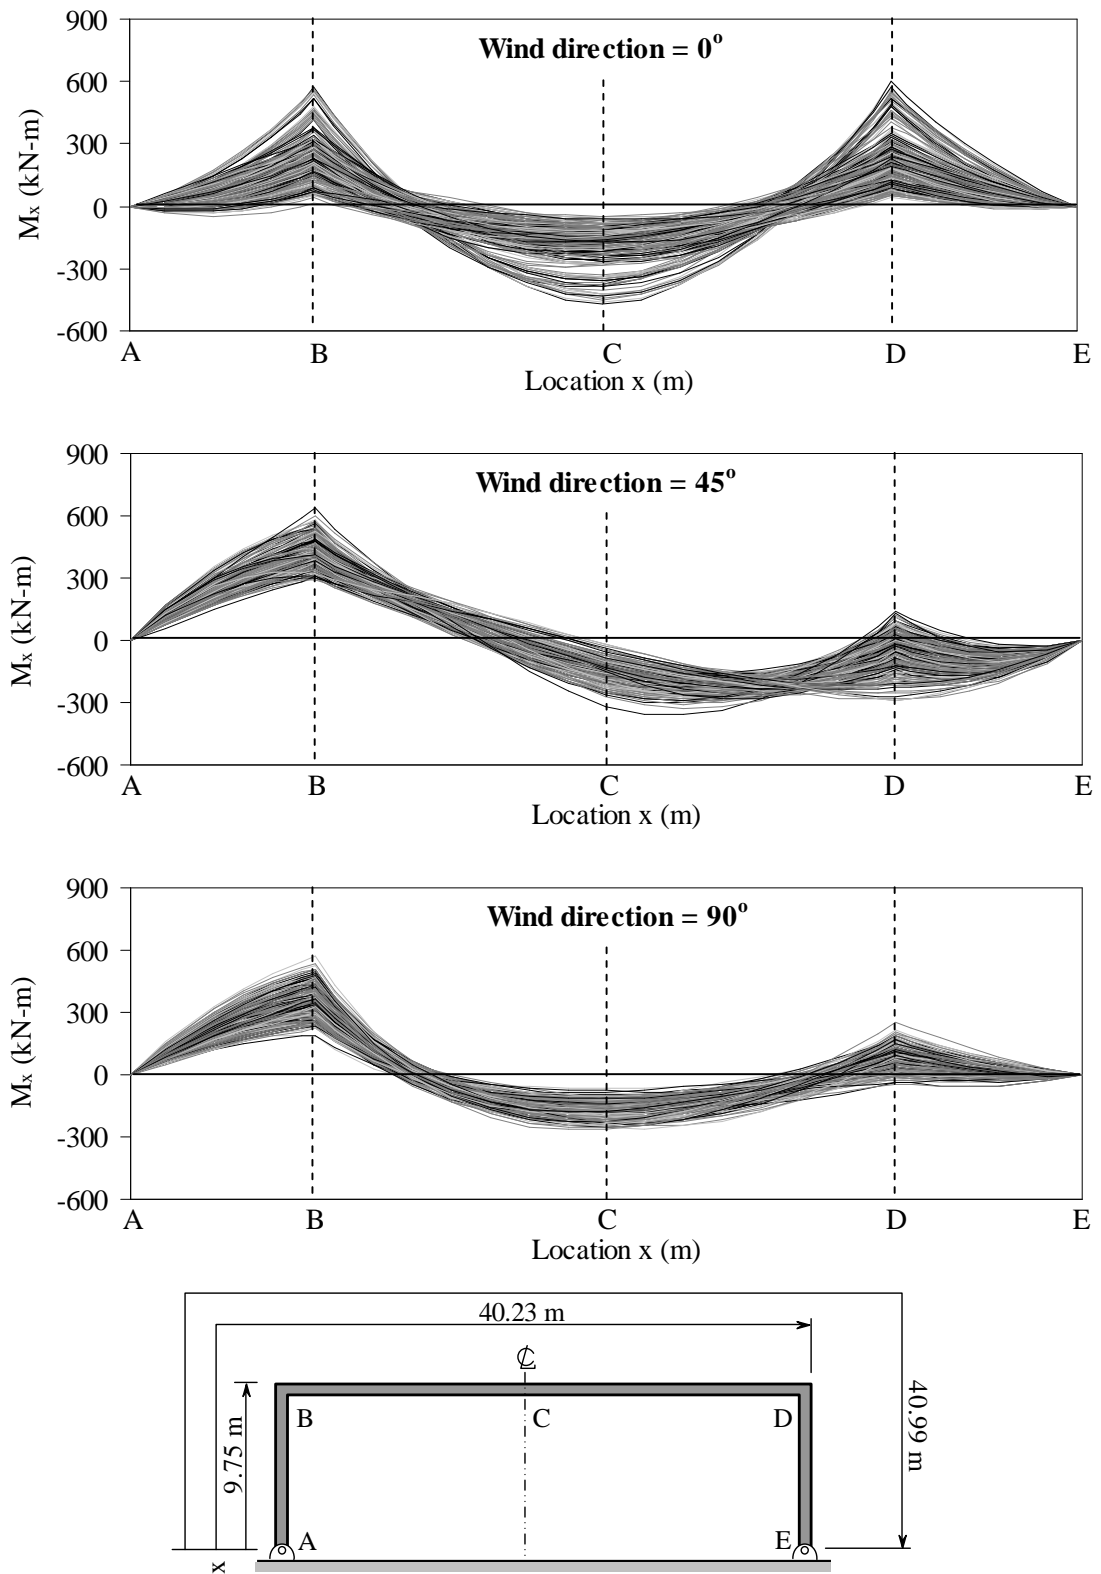 900
Wind direction = 0°
600
300
0
-300
-600
Mx (kN-m)
A B C D E
Location x (m)
900
Wind direction = 45°
600
300
0
-300
-600
Mx (kN-m)
A B C D E
Location x (m)
900
Wind direction = 90°
600
300
0
-300
-600
Mx (kN-m)
A B C D E
Location x (m)
40.23 m
℄
B C D
9.75 m
40.99 m
A E
x